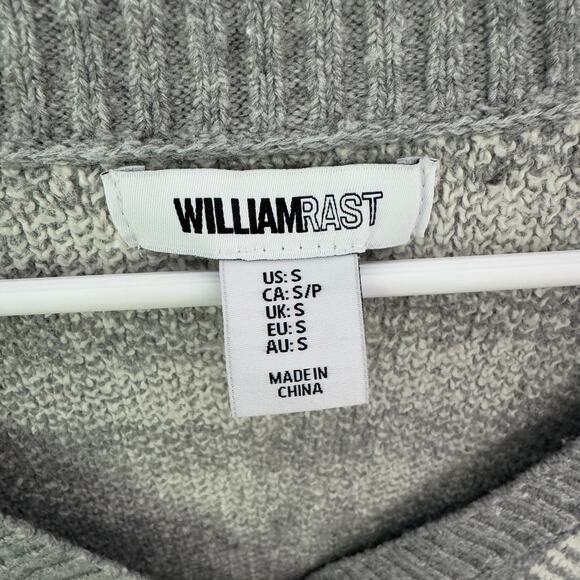 WILLIAMRAST
US: S
CA: S/P
UK: S
EU: S
AU: S
MADE IN
CHINA